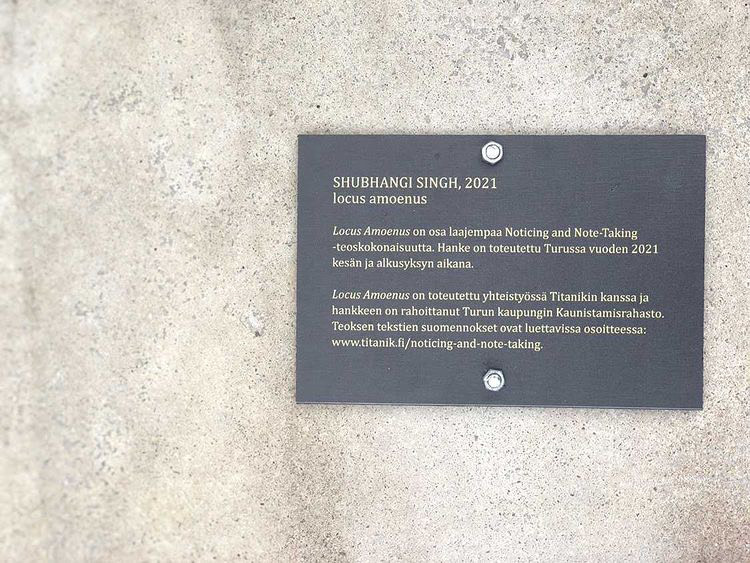 SHUBHANGI SINGH, 2021
locus amoenus
Locus Amoenus on osa laajempaa Noticing and Note-Taking
-teoskokonaisuutta. Hanke on toteutettu Turussa vuoden 2021
kesän ja alkusyksyn aikana.
Locus Amoenus on toteutettu yhteistyössä Titanikin kanssa ja
hankkeen on rahoittanut Turun kaupungin Kaunistamisrahasto.
Teoksen tekstien suomennokset ovat luettavissa osoitteessa:
www.titanik.fi/noticing-and-note-taking.